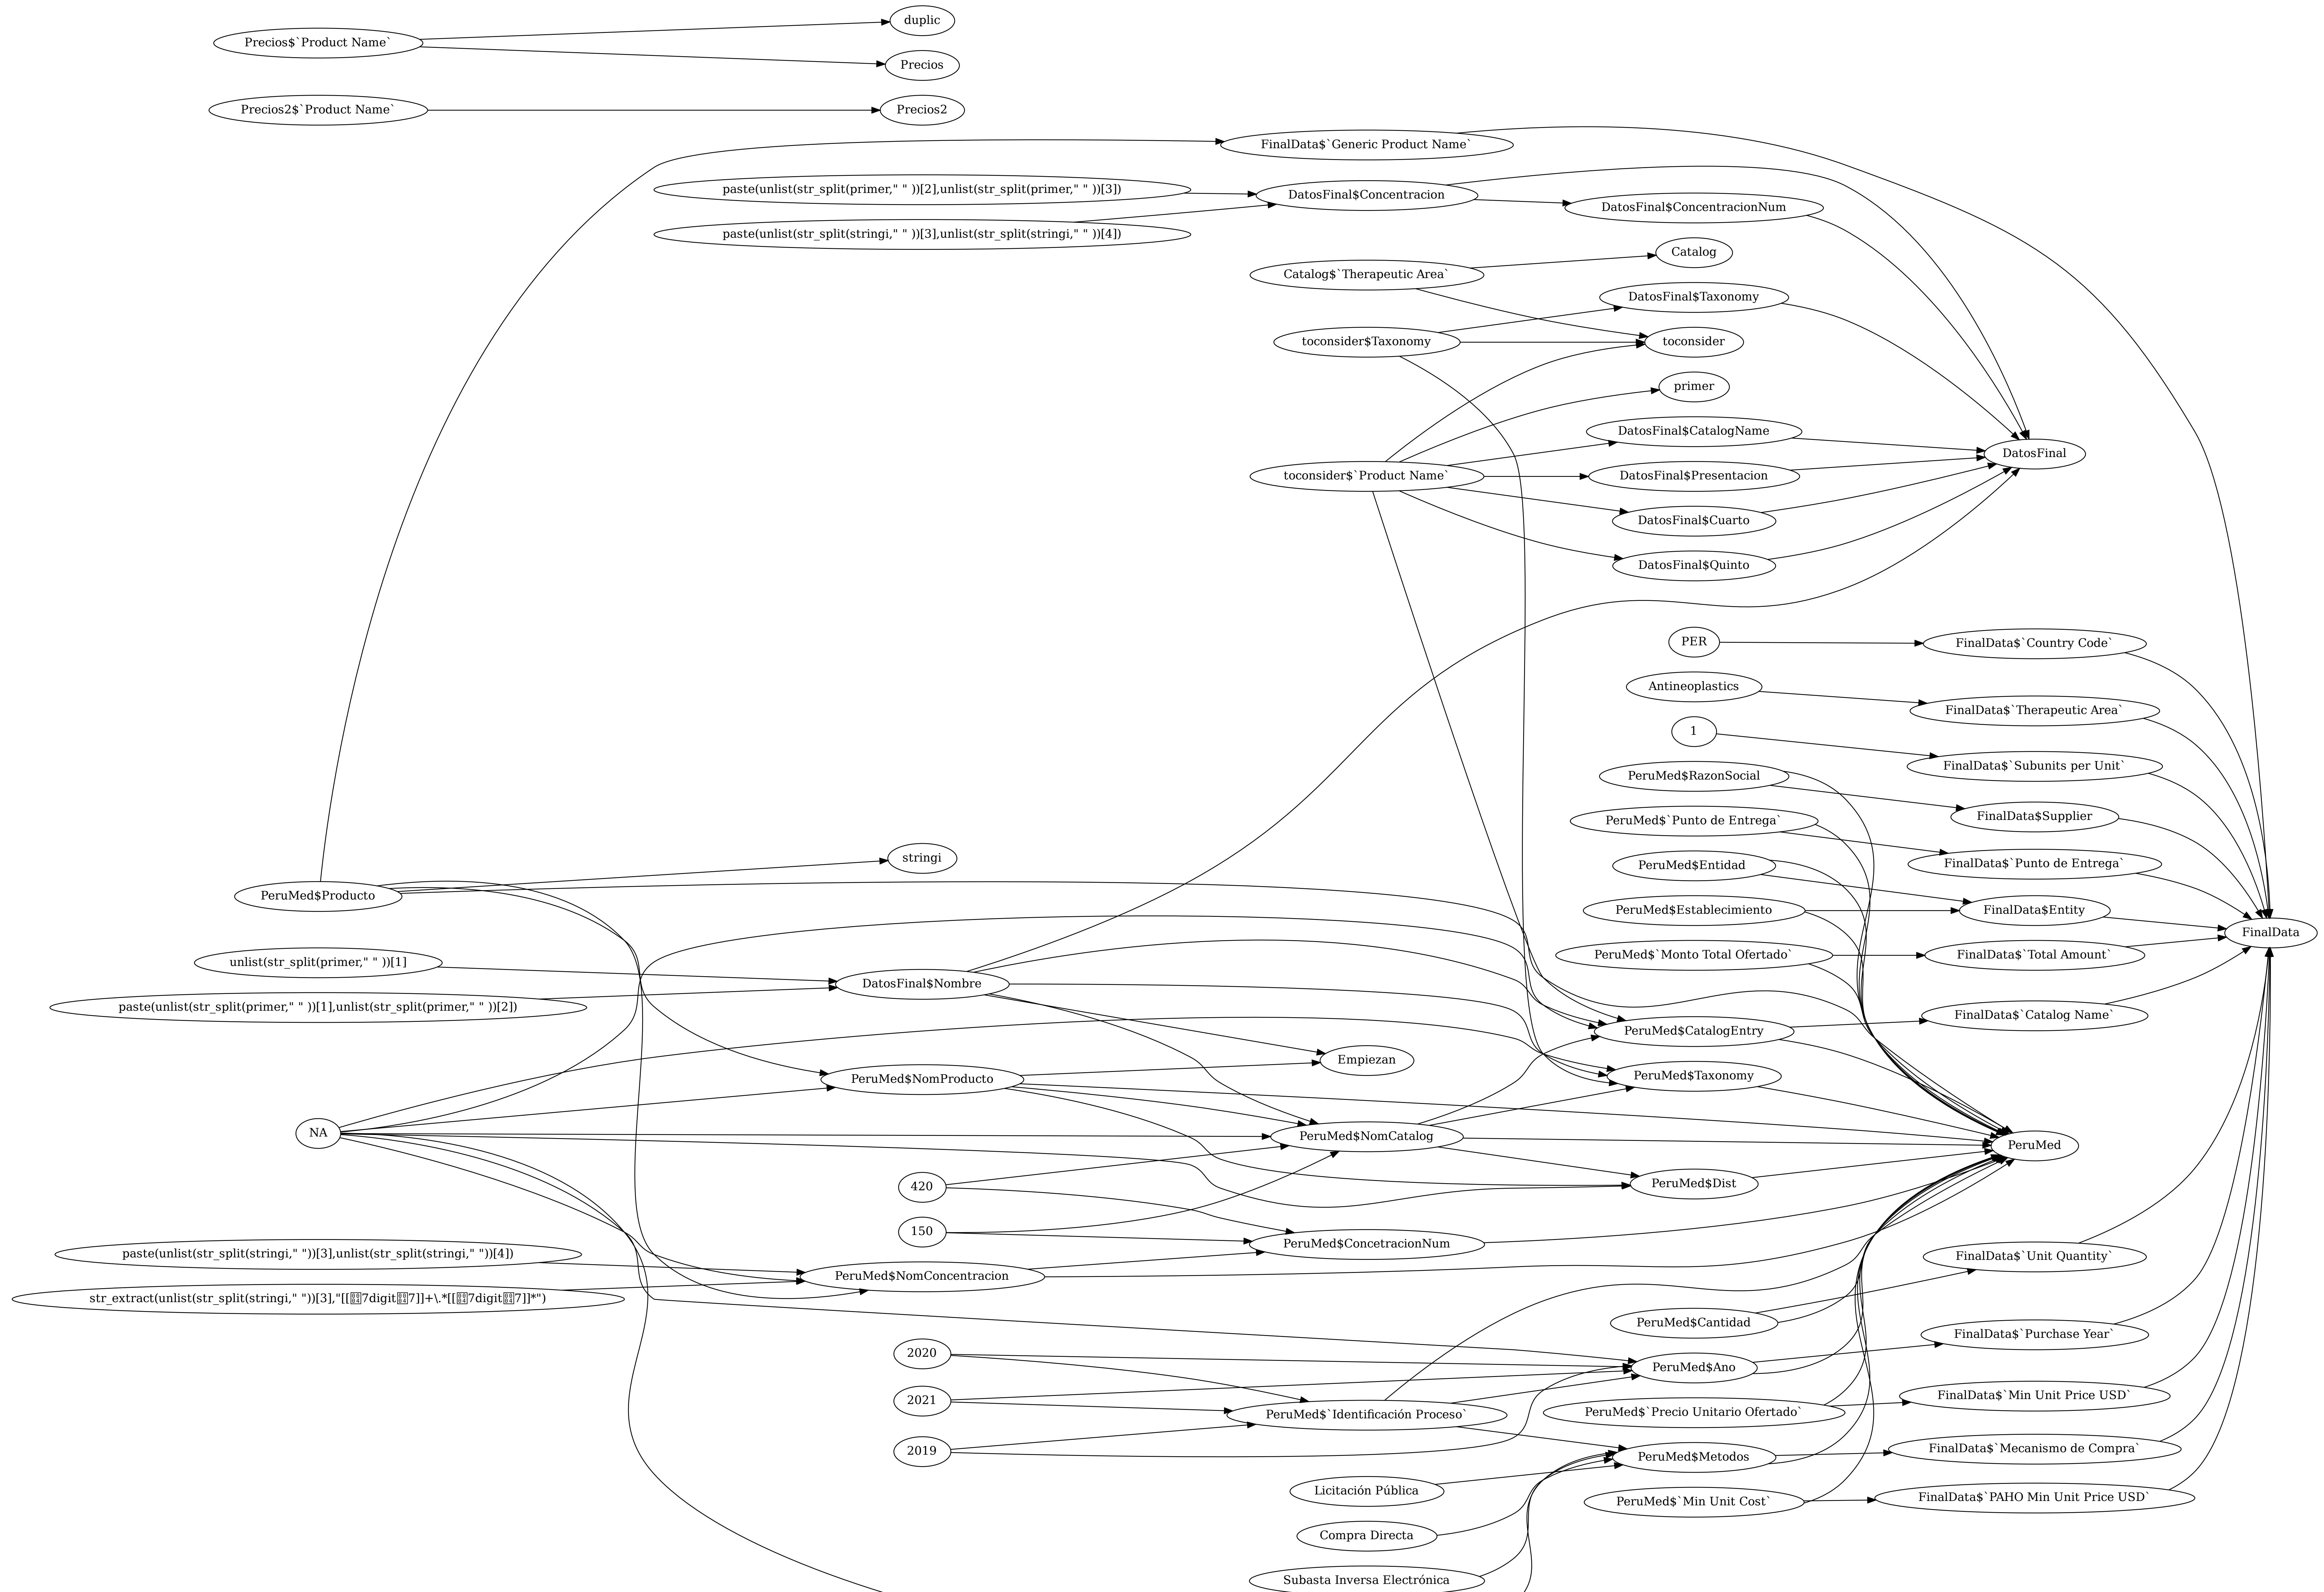 duplic
Precios$`Product Name`
Precios
Precios2$`Product Name`
Precios2
FinalData$`Generic Product Name`
paste(unlist(str_split(primer," " ))[2],unlist(str_split(primer," " ))[3])
DatosFinal$Concentracion
DatosFinal$ConcentracionNum
paste(unlist(str_split(stringi," " ))[3],unlist(str_split(stringi," " ))[4])
Catalog
Catalog$`Therapeutic Area`
DatosFinal$Taxonomy
toconsider$Taxonomy
toconsider
primer
DatosFinal$CatalogName
DatosFinal
toconsider$`Product Name`
DatosFinal$Presentacion
DatosFinal$Cuarto
DatosFinal$Quinto
PER
FinalData$`Country Code`
Antineoplastics
FinalData$`Therapeutic Area`
1
FinalData$`Subunits per Unit`
PeruMed$RazonSocial
FinalData$Supplier
PeruMed$`Punto de Entrega`
stringi
PeruMed$Entidad
FinalData$`Punto de Entrega`
PeruMed$Producto
PeruMed$Establecimiento
FinalData$Entity
FinalData
PeruMed$`Monto Total Ofertado`
FinalData$`Total Amount`
unlist(str_split(primer," " ))[1]
DatosFinal$Nombre
paste(unlist(str_split(primer," " ))[1],unlist(str_split(primer," " ))[2])
FinalData$`Catalog Name`
PeruMed$CatalogEntry
Empiezan
PeruMed$NomProducto
PeruMed$Taxonomy
NA
PeruMed$NomCatalog
PeruMed
420
PeruMed$Dist
150
PeruMed$ConcetracionNum
paste(unlist(str_split(stringi," "))[3],unlist(str_split(stringi," "))[4])
FinalData$`Unit Quantity`
PeruMed$NomConcentracion
str_extract(unlist(str_split(stringi," "))[3],"[[7digit7]]+\.*[[7digit7]]*")
PeruMed$Cantidad
FinalData$`Purchase Year`
2020
PeruMed$Ano
FinalData$`Min Unit Price USD`
2021
PeruMed$`Identificación Proceso`
PeruMed$`Precio Unitario Ofertado`
2019
PeruMed$Metodos
FinalData$`Mecanismo de Compra`
Licitación Pública
PeruMed$`Min Unit Cost`
FinalData$`PAHO Min Unit Price USD`
Compra Directa
Subasta Inversa Electrónica